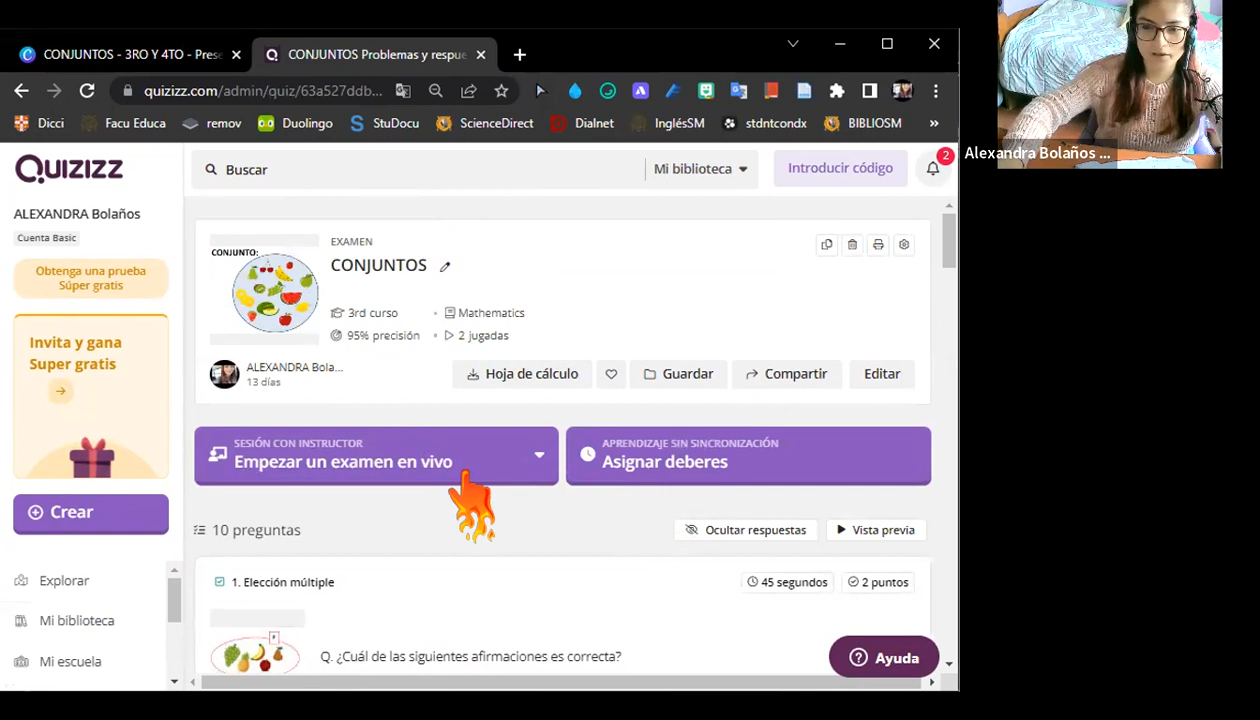 CONJUNTOS - 3RO Y 4TO - Prese
CONJUNTOS Problemas y respue
quizizz.com/admin/quiz/63a527ddb...
Dicci
Facu Educa
remov
Duolingo
StuDocu
ScienceDirect
Dialnet
InglésSM
stdntcondx
BIBLIOSM
»
Alexandra Bolaños ...
QUIZIZZ
Buscar
Mi biblioteca
Introducir código
2
ALEXANDRA Bolaños
Cuenta Basic
Obtenga una prueba
Súper gratis
Invita y gana
Super gratis
Crear
Explorar
Mi biblioteca
Mi escuela
CONJUNTO:
EXAMEN
CONJUNTOS
3rd curso
Mathematics
95% precisión
2 jugadas
ALEXANDRA Bola...
13 días
Hoja de cálculo
Guardar
Compartir
Editar
SESIÓN CON INSTRUCTOR
Empezar un examen en vivo
APRENDIZAJE SIN SINCRONIZACIÓN
Asignar deberes
10 preguntas
Ocultar respuestas
Vista previa
1. Elección múltiple
45 segundos
2 puntos
Q. ¿Cuál de las siguientes afirmaciones es correcta?
Ayuda